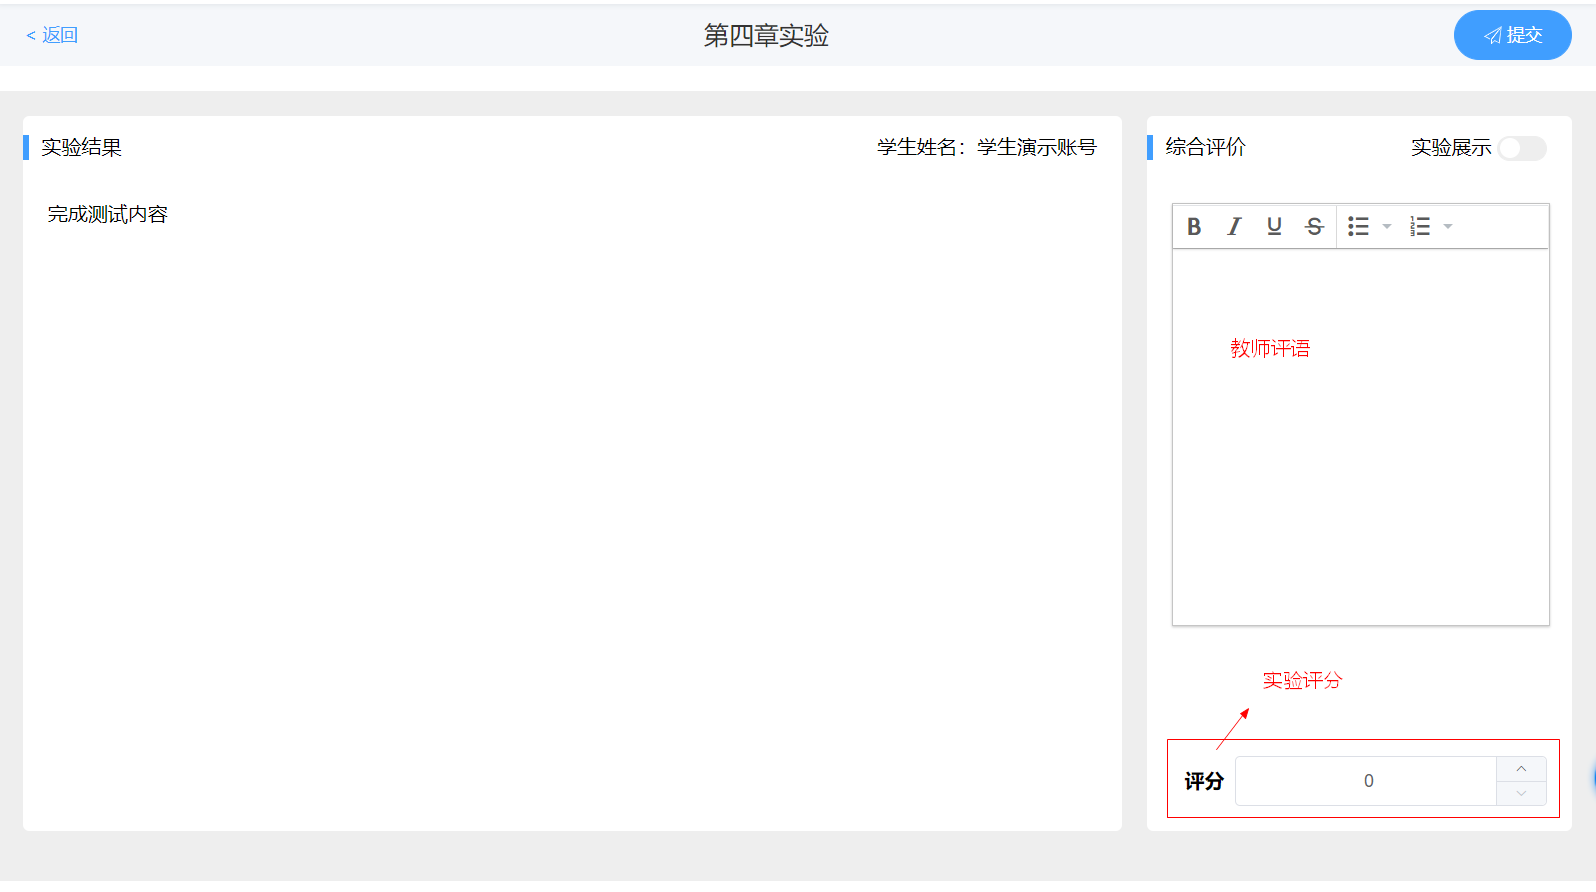 < 返回
第四章实验
提交
实验结果
学生姓名：学生演示账号
完成测试内容
综合评价
实验展示
B I U S
教师评语
实验评分
评分
0